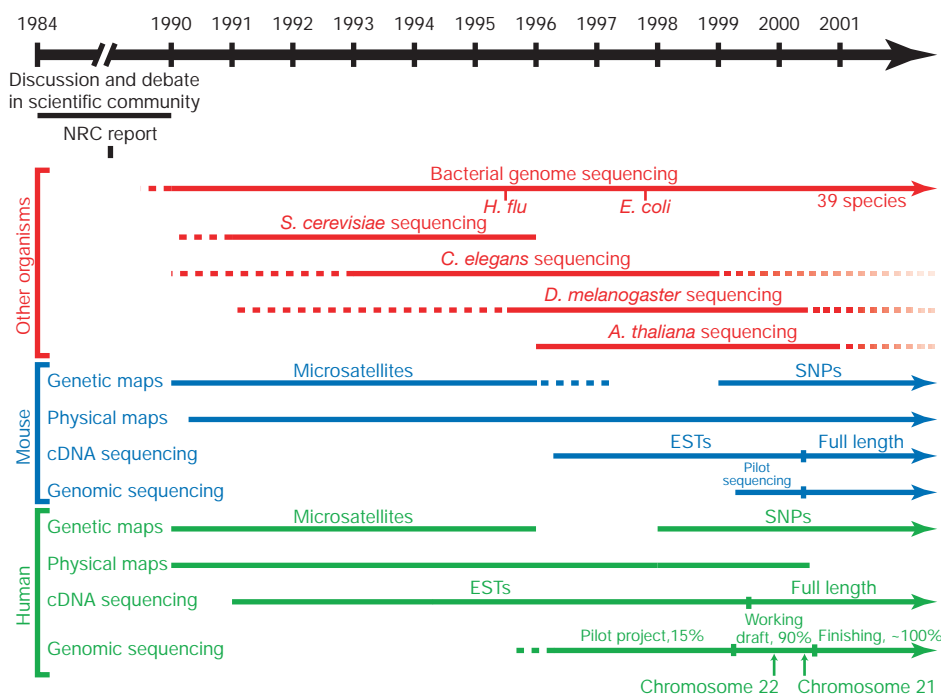 1984 1990 1991 1992 1993 1994 1995 1996 1997 1998 1999 2000 2001
Discussion and debate
in scientific community
NRC report
Other organisms
Bacterial genome sequencing
H. flu E. coli 39 species
S. cerevisiae sequencing
C. elegans sequencing
D. melanogaster sequencing
A. thaliana sequencing
Mouse
Genetic maps Microsatellites SNPs
Physical maps
cDNA sequencing ESTs Full length
Genomic sequencing Pilot
sequencing
Human
Genetic maps Microsatellites SNPs
Physical maps
cDNA sequencing ESTs Full length
Genomic sequencing Pilot project,15% Working
draft, 90% Finishing, ~100%
Chromosome 22 Chromosome 21